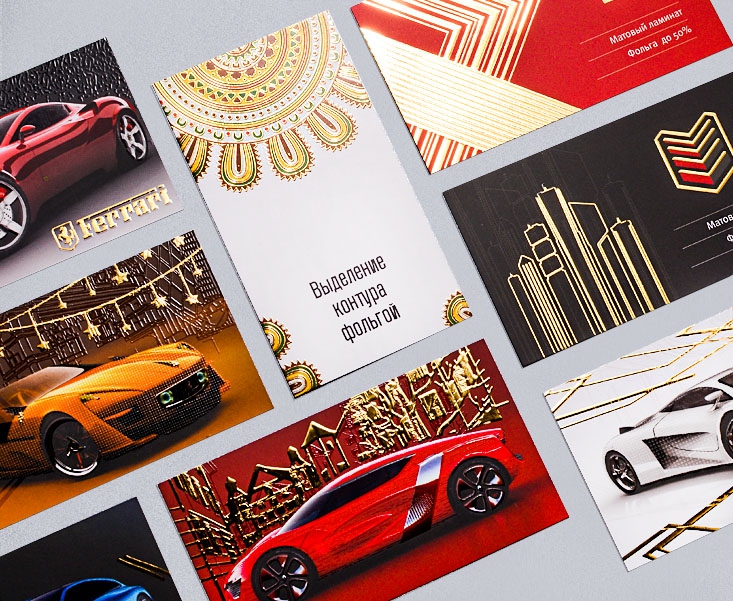 Матовый ламинат
Фольга до 50%
Ferrari
Матов
Ф
Выделение
контура
фольгой